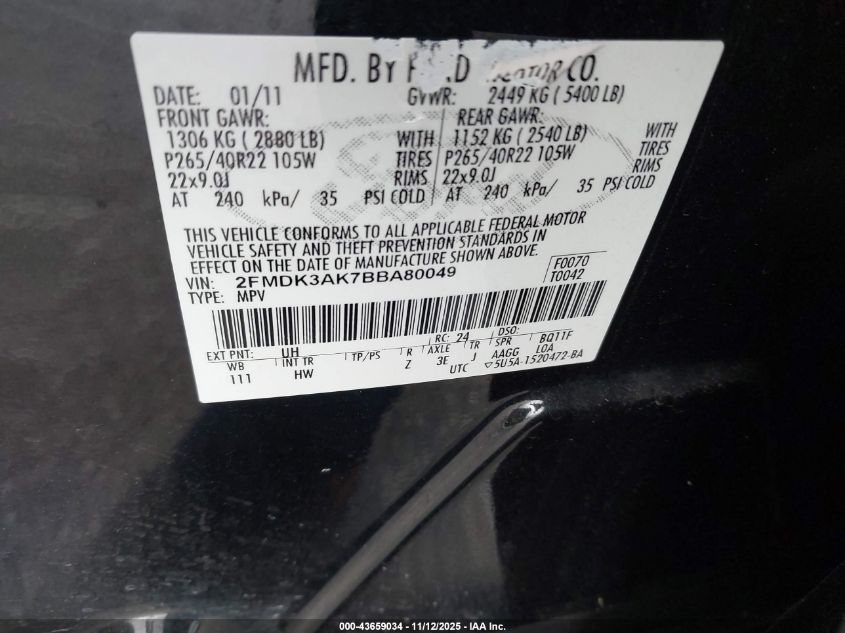 MFD. BY FORD MOTOR CO.
DATE: 01/11 GVWR: 2449 KG ( 5400 LB)
FRONT GAWR: REAR GAWR:
1306 KG ( 2880 LB) WITH 1152 KG ( 2540 LB) WITH
P265/40R22 105W TIRES P265/40R22 105W TIRES
22x9.0J RIMS 22x9.0J RIMS
AT 240 kPa/ 35 PSI COLD AT 240 kPa/ 35 PSI COLD
THIS VEHICLE CONFORMS TO ALL APPLICABLE FEDERAL MOTOR
VEHICLE SAFETY AND THEFT PREVENTION STANDARDS IN
EFFECT ON THE DATE OF MANUFACTURE SHOWN ABOVE.
VIN: 2FMDK3AK7BBA80049 F0070
TYPE: MPV T0042
EXT PNT: UH RC: 24 DSO:
WB INT TR TP/PS R AXLE TR SPR BQ11F
111 HW Z 3E J AAGG LOA
UTC ▽5U5A-1520472-BA
000-43659034 - 11/12/2025 - IAA Inc.